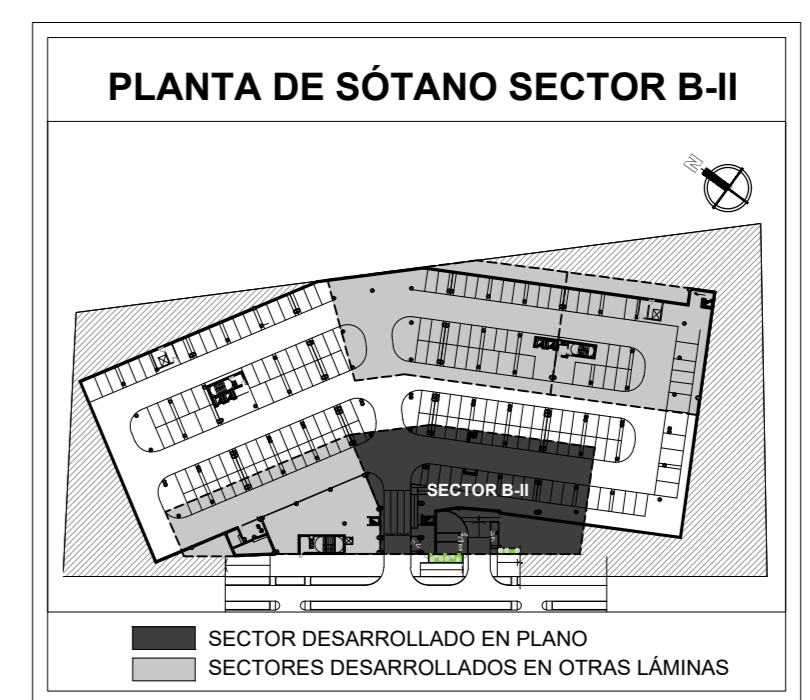 PLANTA DE SÓTANO SECTOR B-II
N
SECTOR B-II
SECTOR DESARROLLADO EN PLANO
SECTORES DESARROLLADOS EN OTRAS LÁMINAS